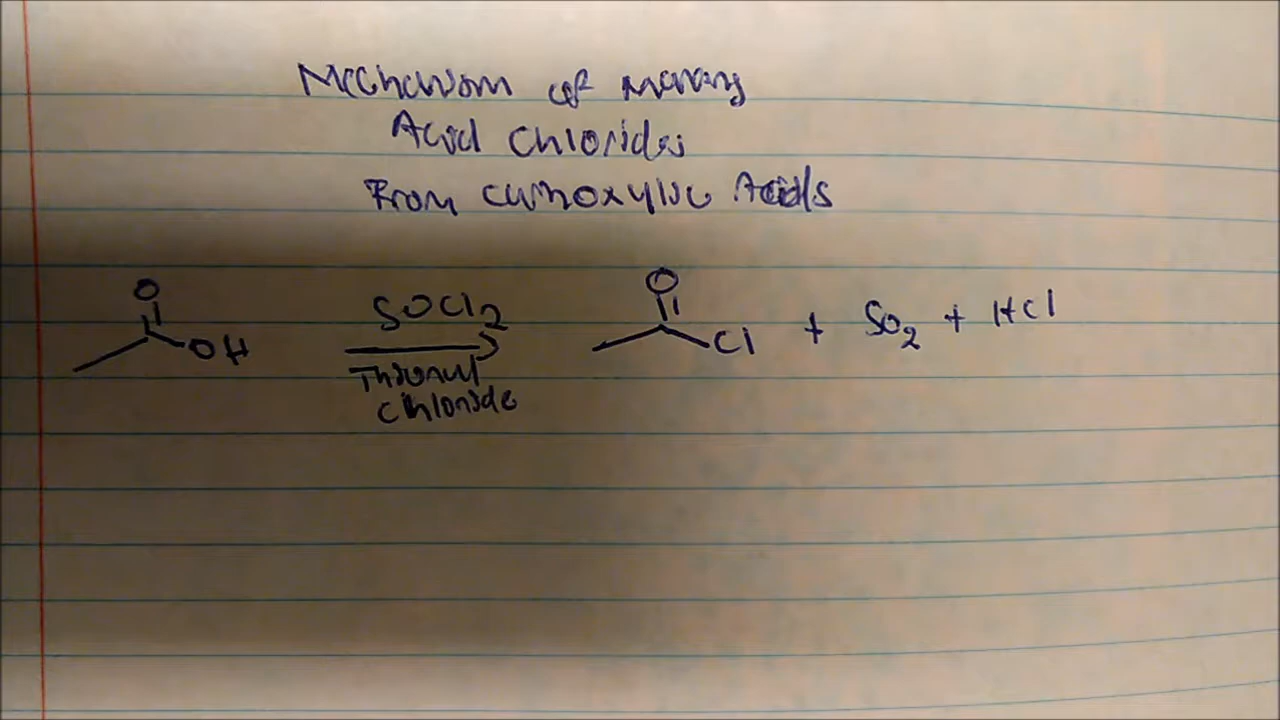 Mechanism of Making
Acid Chlorides
From Carboxylic Acids
O
OH
SOCl2
Thionyl
Chloride
O
Cl + SO2 + HCl